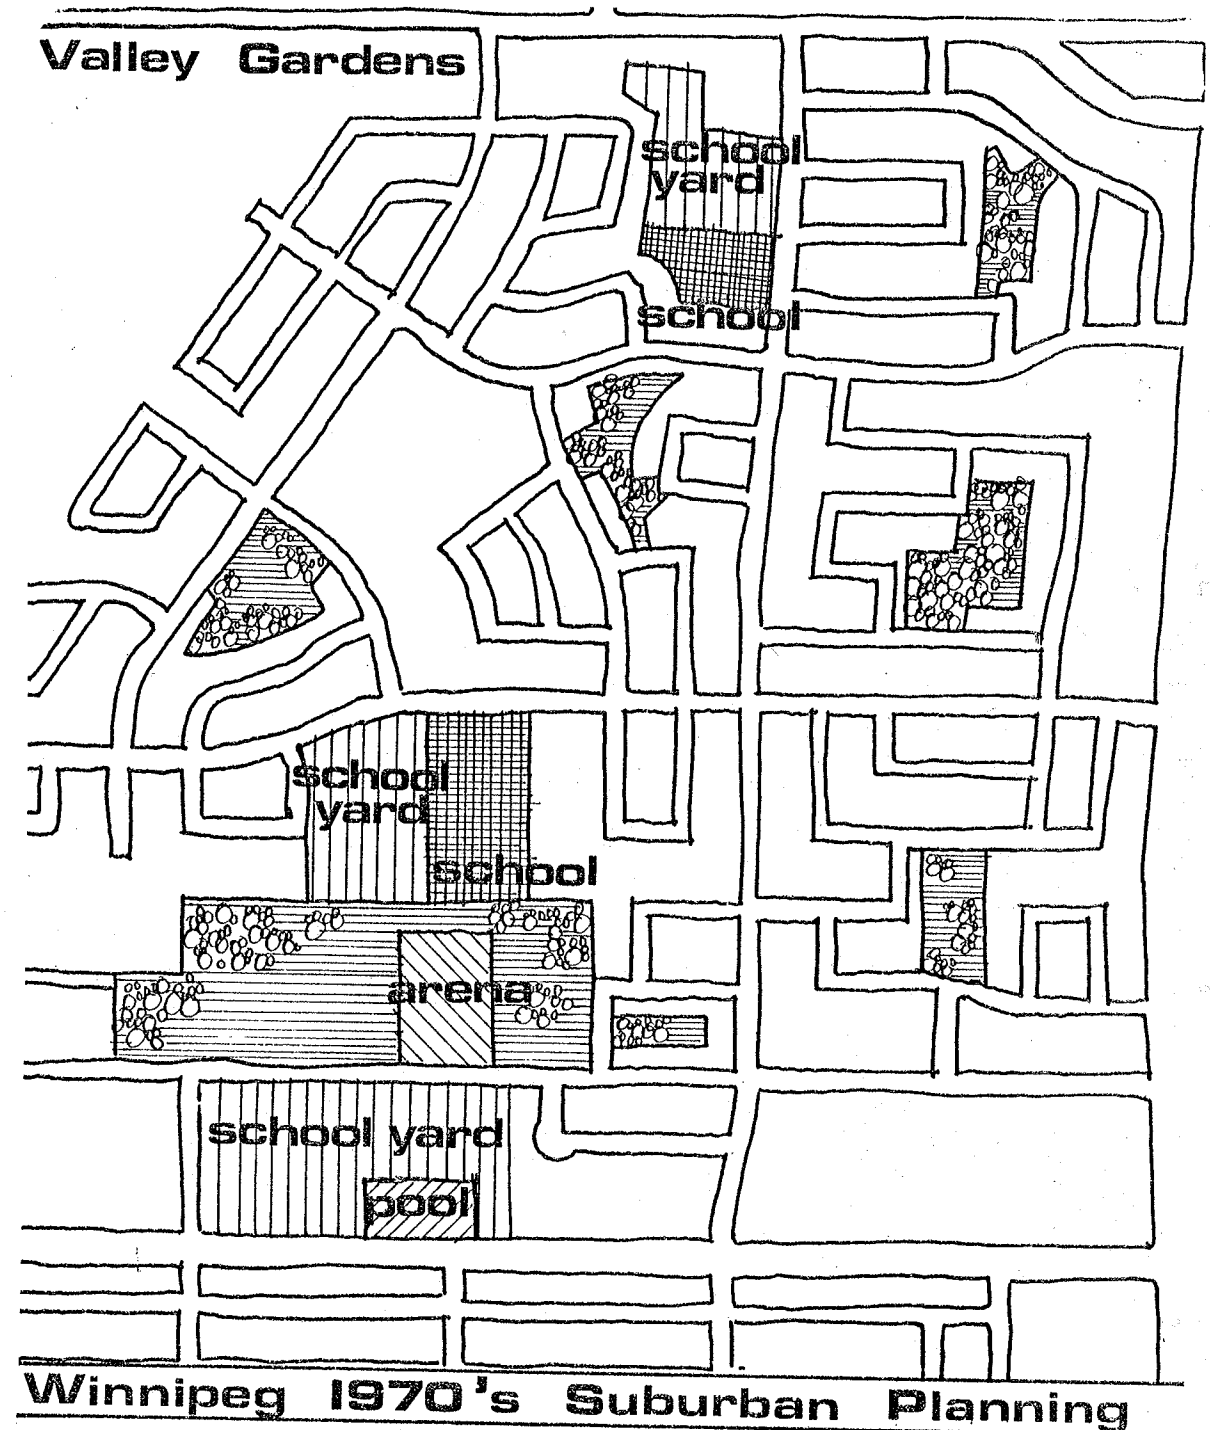 Valley Gardens
school
yard
school
school
yard
school
arena
school yard
pool
Winnipeg 1970's Suburban Planning